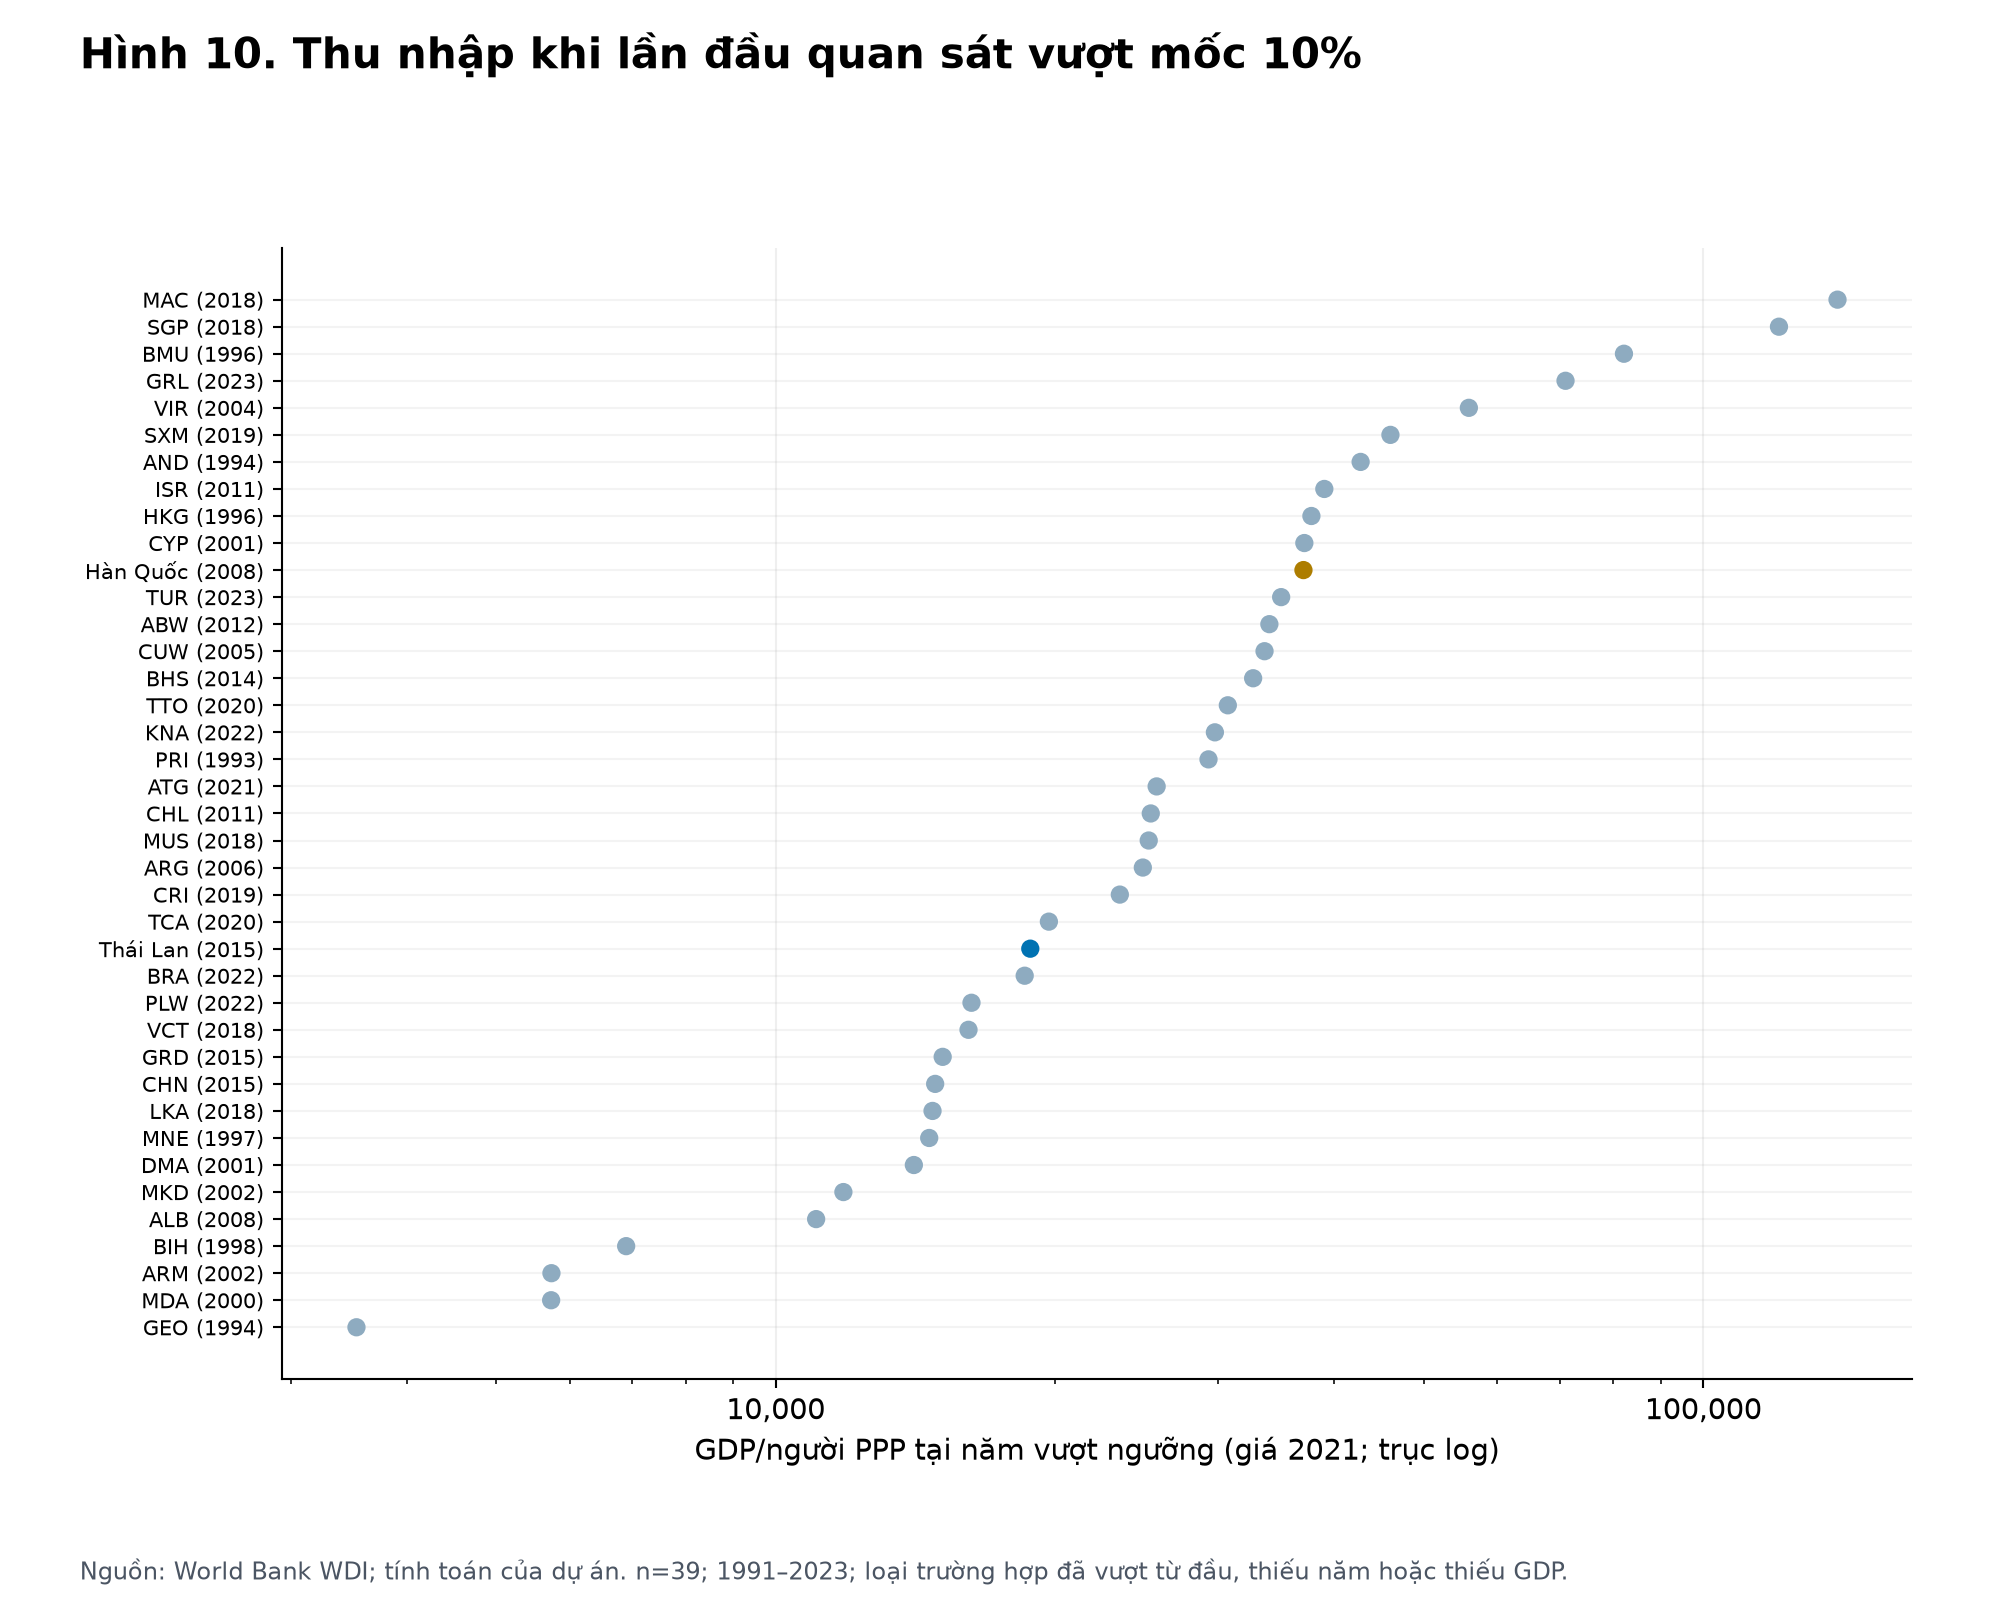 Hình 10. Thu nhập khi lần đầu quan sát vượt mốc 10%
MAC (2018)
SGP (2018)
BMU (1996)
GRL (2023)
VIR (2004)
SXM (2019)
AND (1994)
ISR (2011)
HKG (1996)
CYP (2001)
Hàn Quốc (2008)
TUR (2023)
ABW (2012)
CUW (2005)
BHS (2014)
TTO (2020)
KNA (2022)
PRI (1993)
ATG (2021)
CHL (2011)
MUS (2018)
ARG (2006)
CRI (2019)
TCA (2020)
Thái Lan (2015)
BRA (2022)
PLW (2022)
VCT (2018)
GRD (2015)
CHN (2015)
LKA (2018)
MNE (1997)
DMA (2001)
MKD (2002)
ALB (2008)
BIH (1998)
ARM (2002)
MDA (2000)
GEO (1994)
10,000 100,000
GDP/người PPP tại năm vượt ngưỡng (giá 2021; trục log)
Nguồn: World Bank WDI; tính toán của dự án. n=39; 1991–2023; loại trường hợp đã vượt từ đầu, thiếu năm hoặc thiếu GDP.